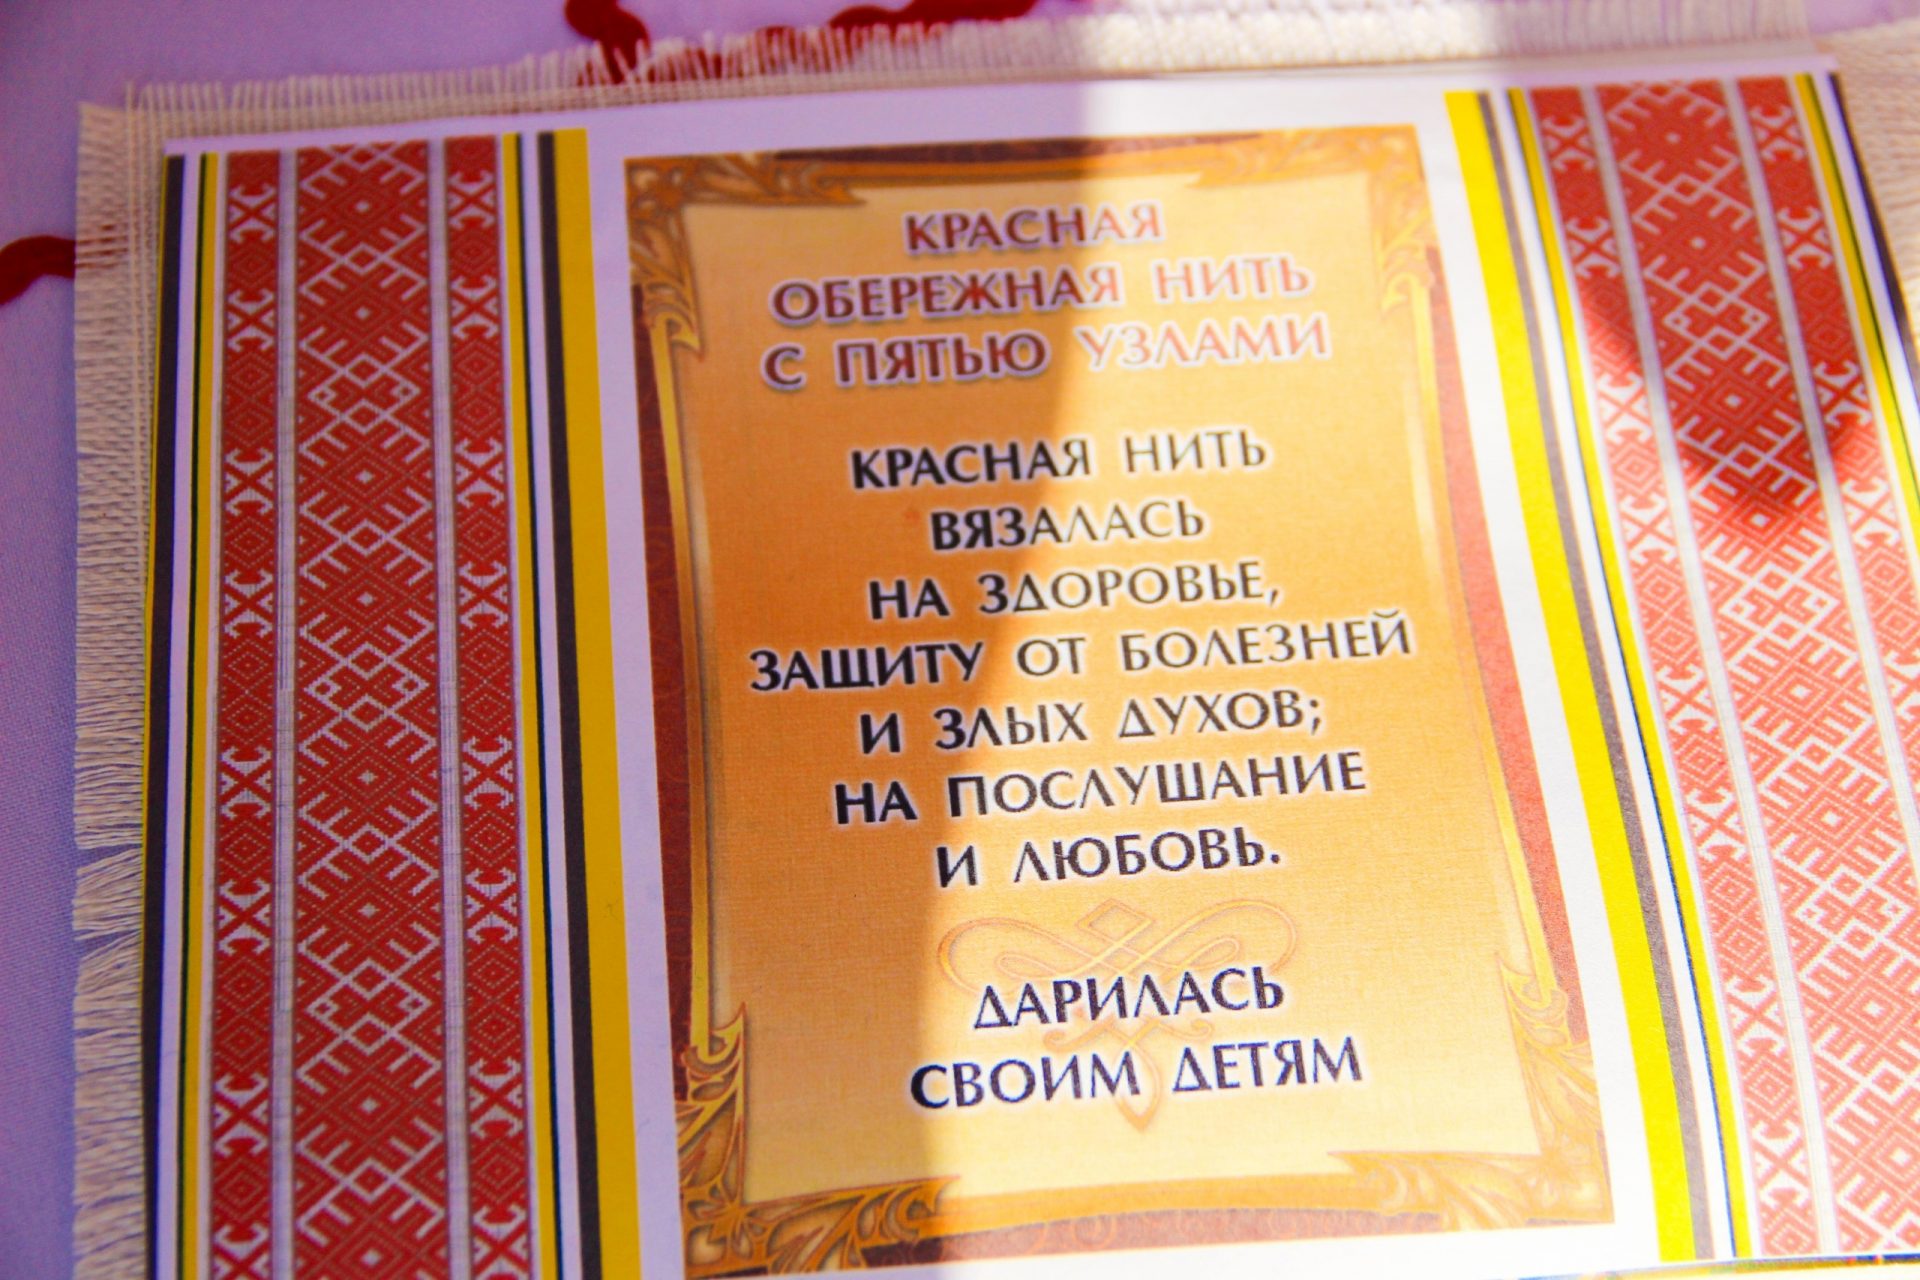 КРАСНАЯ
ОБЕРЕЖНАЯ НИТЬ
С ПЯТЬЮ УЗЛАМИ
КРАСНАЯ НИТЬ
ВЯЗАЛАСЬ
НА ЗДОРОВЬЕ,
ЗАЩИТУ ОТ БОЛЕЗНЕЙ
И ЗЛЫХ ДУХОВ;
НА ПОСЛУШАНИЕ
И ЛЮБОВЬ.
ДАРИЛАСЬ
СВОИМ ДЕТЯМ